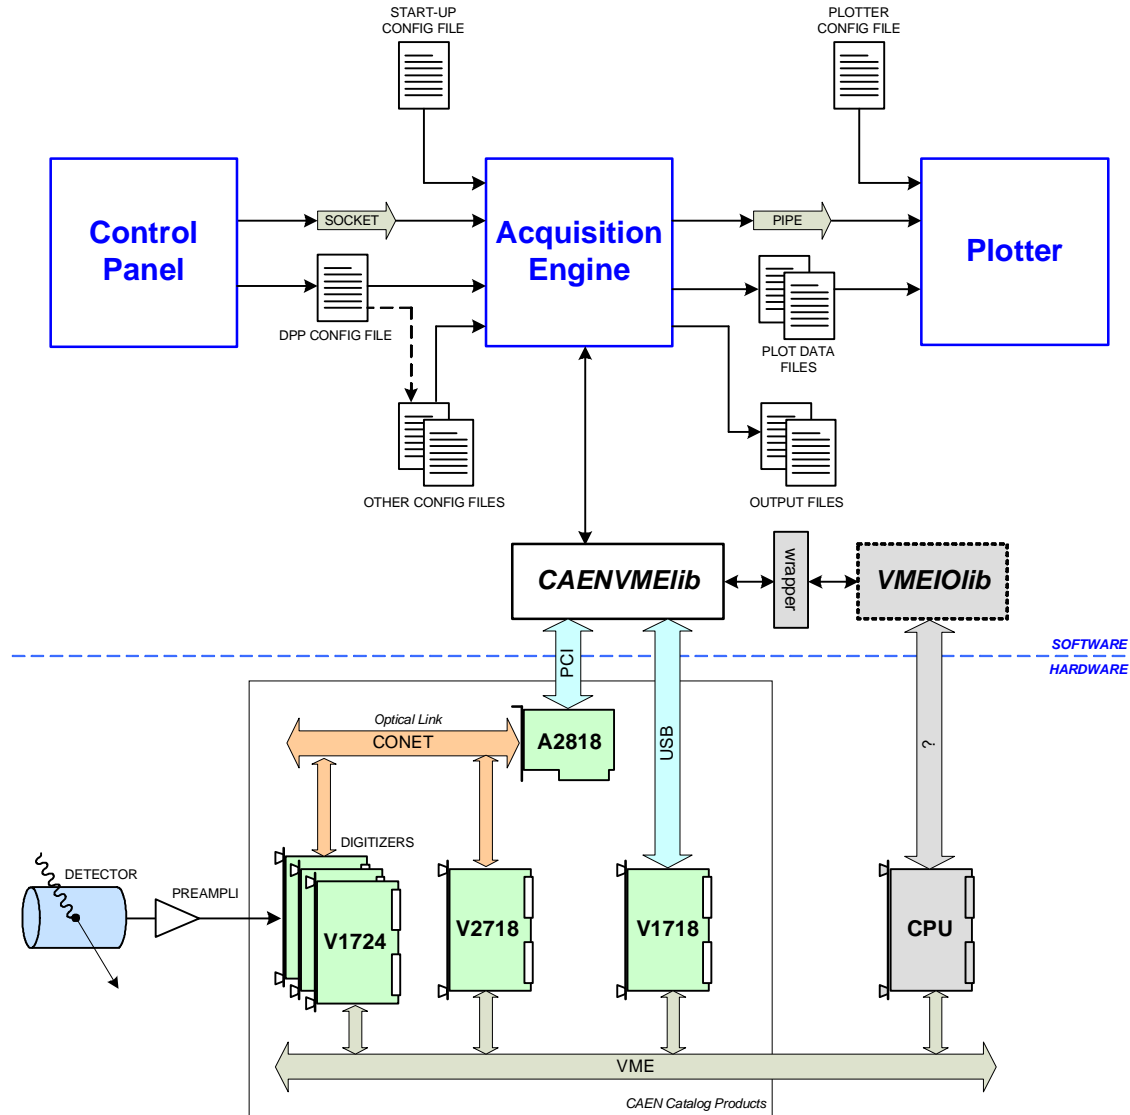 START-UP
CONFIG FILE
PLOTTER
CONFIG FILE
Control
Panel
SOCKET
Acquisition
Engine
PIPE
Plotter
DPP CONFIG FILE
PLOT DATA
FILES
OTHER CONFIG FILES
OUTPUT FILES
CAENVMElib
wrapper
VMEIOlib
SOFTWARE
HARDWARE
PCI
USB
?
Optical Link
CONET
A2818
DIGITIZERS
DETECTOR
PREAMPLI
V1724
V2718
V1718
CPU
VME
CAEN Catalog Products